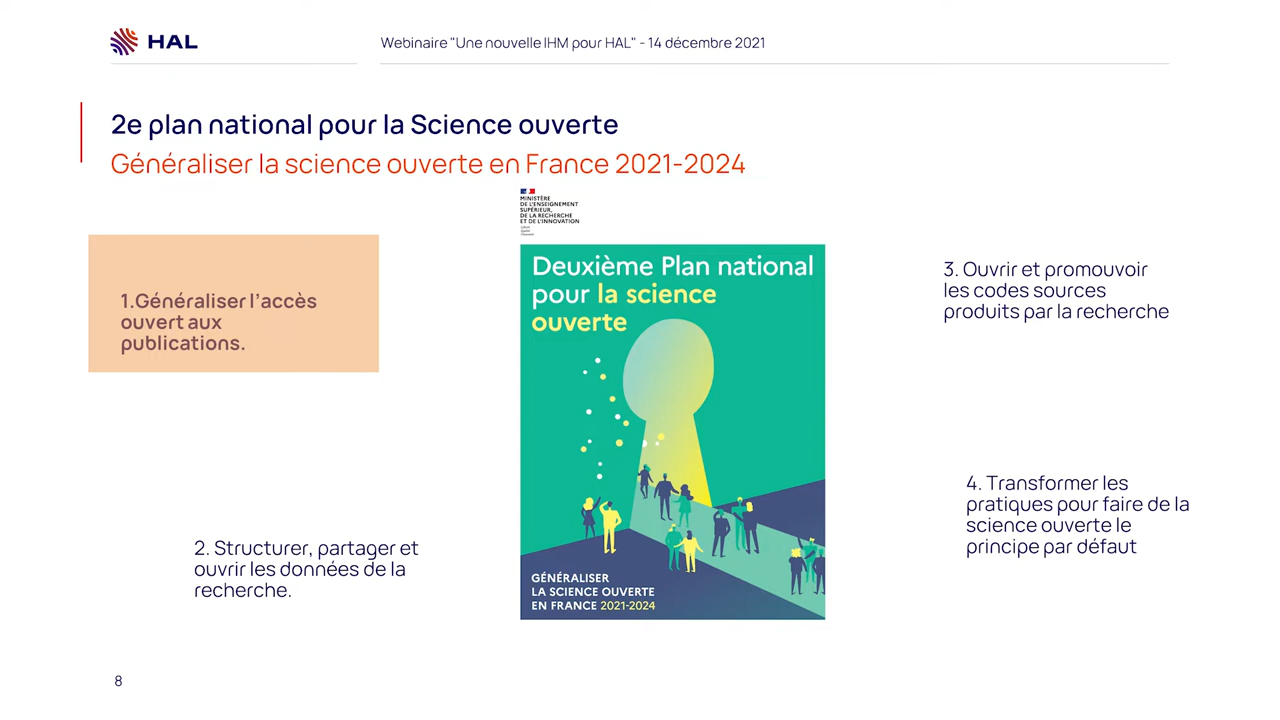 HAL
Webinaire "Une nouvelle IHM pour HAL" - 14 décembre 2021
2e plan national pour la Science ouverte
Généraliser la science ouverte en France 2021-2024
MINISTÈRE
DE L'ENSEIGNEMENT
SUPÉRIEUR,
DE LA RECHERCHE
ET DE L'INNOVATION
Deuxième Plan national
pour la science
ouverte
GÉNÉRALISER
LA SCIENCE OUVERTE
EN FRANCE 2021-2024
1.Généraliser l'accès
ouvert aux
publications.
2. Structurer, partager et
ouvrir les données de la
recherche.
3. Ouvrir et promouvoir
les codes sources
produits par la recherche
4. Transformer les
pratiques pour faire de la
science ouverte le
principe par défaut
8